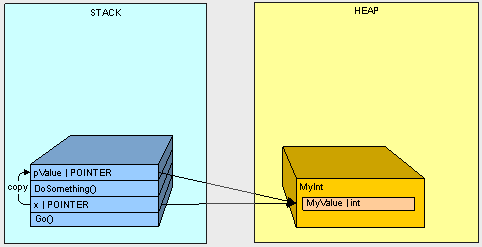 STACK
HEAP
pValue | POINTER
copy
DoSomething()
x | POINTER
Go()
MyInt
MyValue | int